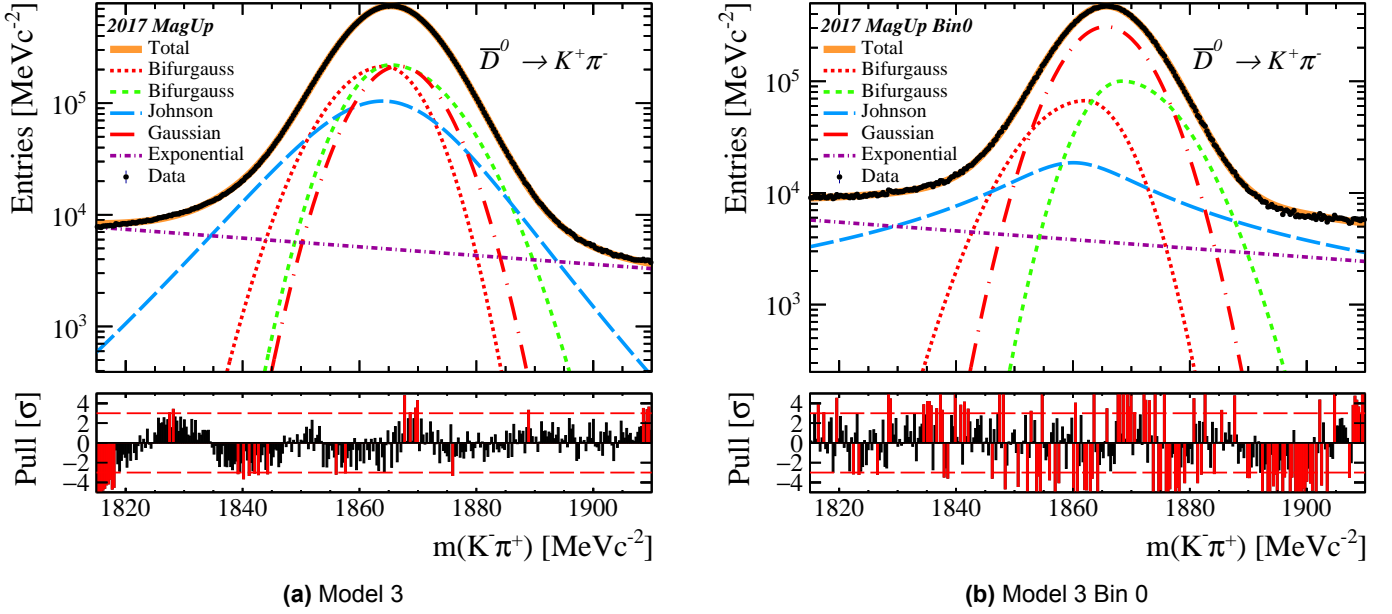 2017 MagUp
Total
Bifurgauss
Bifurgauss
Johnson
Gaussian
Exponential
Data
D̅⁰ → K⁺π⁻
Entries [MeVc⁻²]
10⁵
10⁴
10³
Pull [σ]
4
2
0
−2
−4
1820 1840 1860 1880 1900
m(K⁻π⁺) [MeVc⁻²]
(a) Model 3
2017 MagUp Bin0
Total
Bifurgauss
Bifurgauss
Johnson
Gaussian
Exponential
Data
D̅⁰ → K⁺π⁻
Entries [MeVc⁻²]
10⁵
10⁴
10³
Pull [σ]
4
2
0
−2
−4
1820 1840 1860 1880 1900
m(K⁻π⁺) [MeVc⁻²]
(b) Model 3 Bin 0